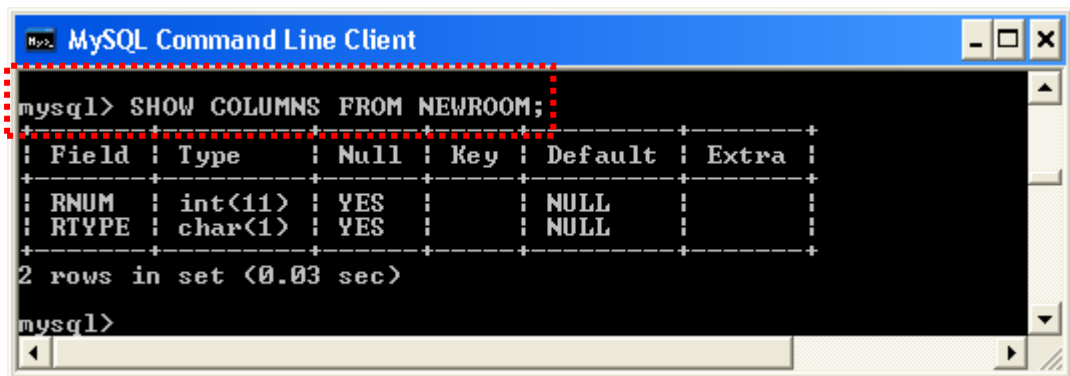 MySQL Command Line Client
mysql> SHOW COLUMNS FROM NEWROOM;
+-------+---------+------+-----+---------+-------+
| Field | Type | Null | Key | Default | Extra |
+-------+---------+------+-----+---------+-------+
| RNUM | int(11) | YES | | NULL | |
| RTYPE | char(1) | YES | | NULL | |
+-------+---------+------+-----+---------+-------+
2 rows in set (0.03 sec)
mysql>